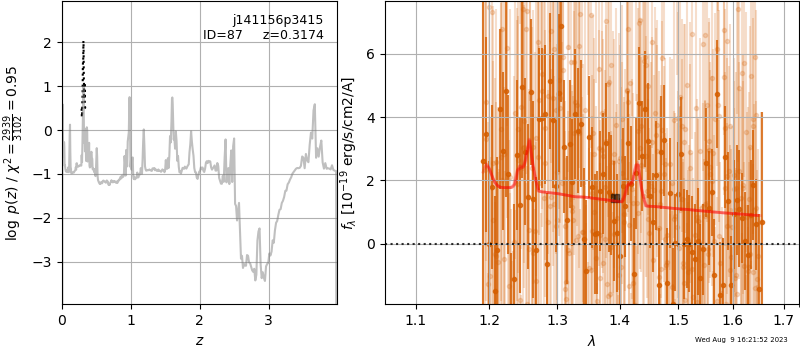 j141156p3415
ID=87 z=0.3174
log p(z) / χ² = 2939/3102 = 0.95
2
1
0
−1
−2
−3
0 1 2 3
z
fλ [10⁻¹⁹ erg/s/cm2/A]
6
4
2
0
1.1 1.2 1.3 1.4 1.5 1.6 1.7
λ
Wed Aug 9 16:21:52 2023